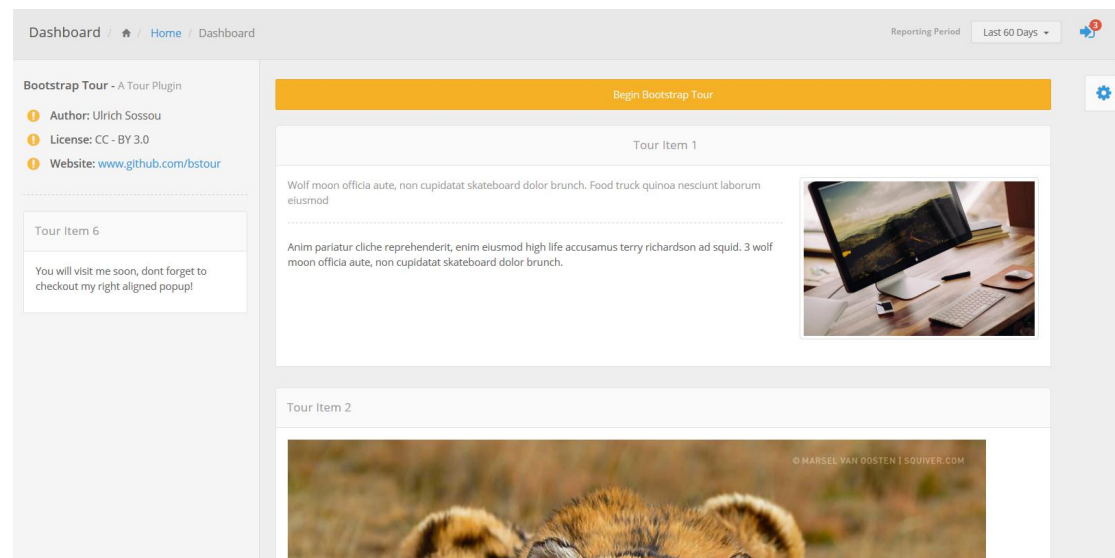 Dashboard / / Home / Dashboard
Reporting Period
Last 60 Days
3
Bootstrap Tour - A Tour Plugin
Author: Ulrich Sossou
License: CC - BY 3.0
Website: www.github.com/bstour
Tour Item 6
You will visit me soon, dont forget to
checkout my right aligned popup!
Begin Bootstrap Tour
Tour Item 1
Wolf moon officia aute, non cupidatat skateboard dolor brunch. Food truck quinoa nesciunt laborum
eiusmod
Anim pariatur cliche reprehenderit, enim eiusmod high life accusamus terry richardson ad squid. 3 wolf
moon officia aute, non cupidatat skateboard dolor brunch.
Tour Item 2
© MARSEL VAN OOSTEN | SQUIVER.COM